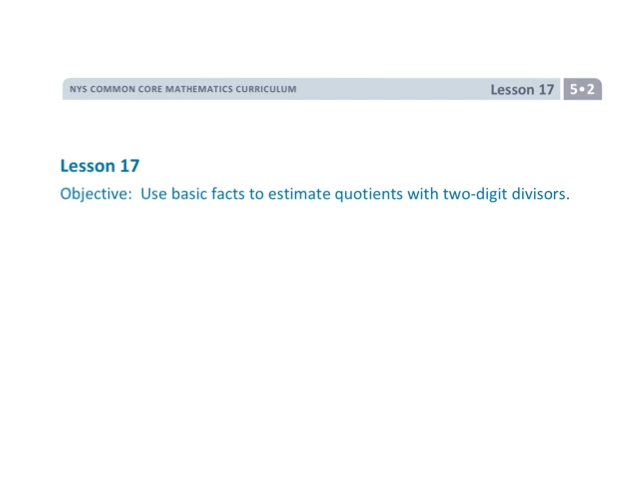 NYS COMMON CORE MATHEMATICS CURRICULUM Lesson 17 5•2
Lesson 17
Objective: Use basic facts to estimate quotients with two-digit divisors.